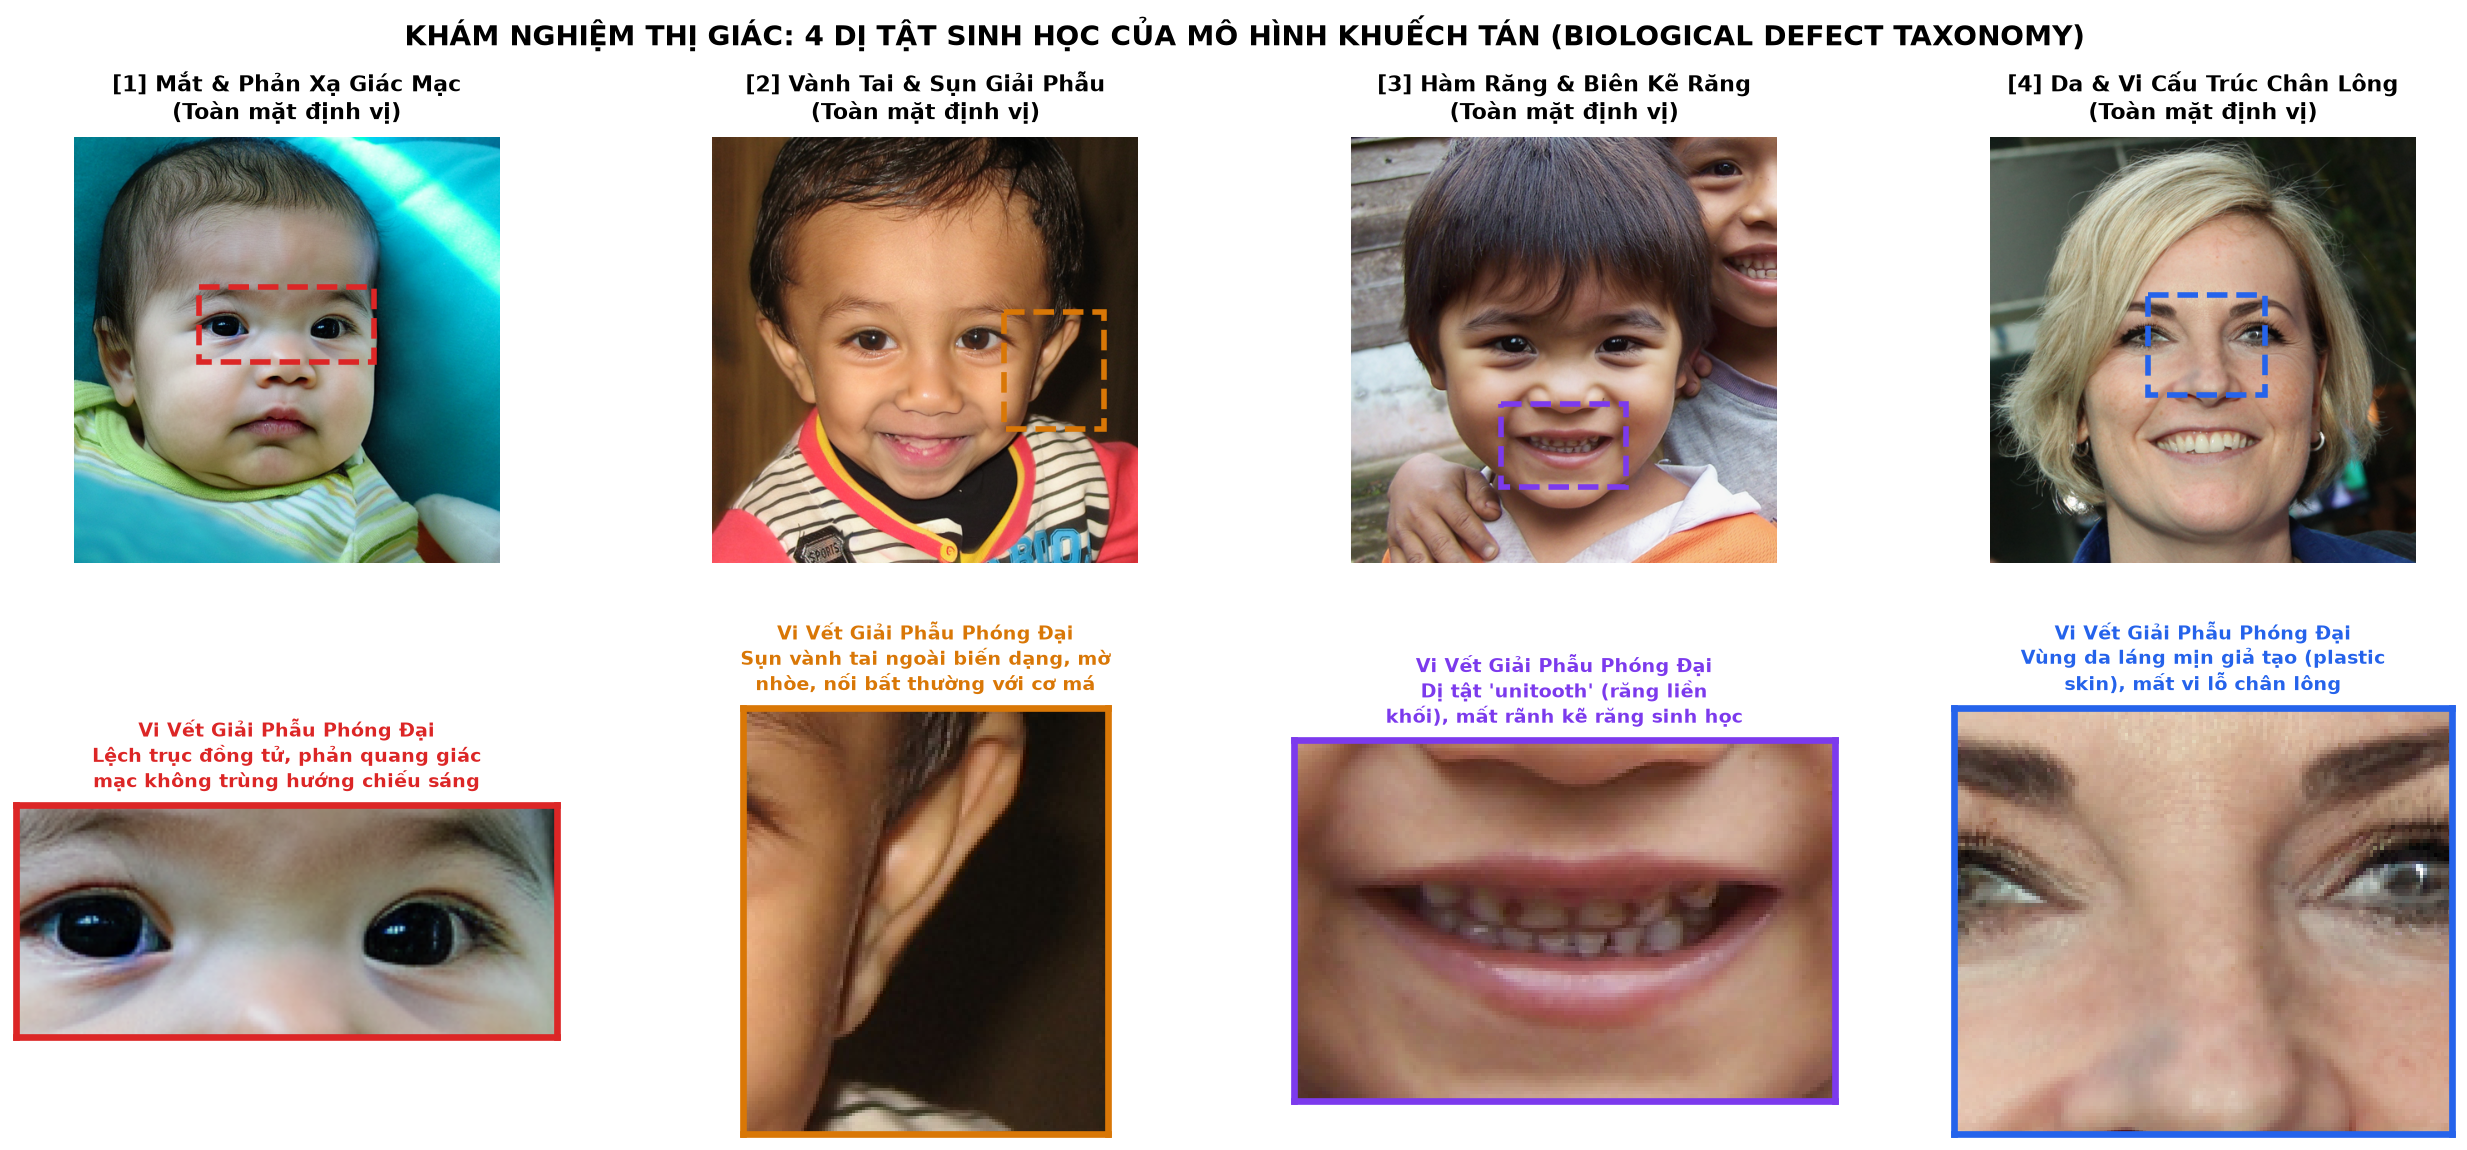 KHÁM NGHIỆM THỊ GIÁC: 4 DỊ TẬT SINH HỌC CỦA MÔ HÌNH KHUẾCH TÁN (BIOLOGICAL DEFECT TAXONOMY)
[1] Mắt & Phản Xạ Giác Mạc
(Toàn mặt định vị)
[2] Vành Tai & Sụn Giải Phẫu
(Toàn mặt định vị)
[3] Hàm Răng & Biên Kẽ Răng
(Toàn mặt định vị)
[4] Da & Vi Cấu Trúc Chân Lông
(Toàn mặt định vị)
SPORTS
Vi Vết Giải Phẫu Phóng Đại
Lệch trục đồng tử, phản quang giác
mạc không trùng hướng chiếu sáng
Vi Vết Giải Phẫu Phóng Đại
Sụn vành tai ngoài biến dạng, mờ
nhòe, nối bất thường với cơ má
Vi Vết Giải Phẫu Phóng Đại
Dị tật 'unitooth' (răng liền
khối), mất rãnh kẽ răng sinh học
Vi Vết Giải Phẫu Phóng Đại
Vùng da láng mịn giả tạo (plastic
skin), mất vi lỗ chân lông